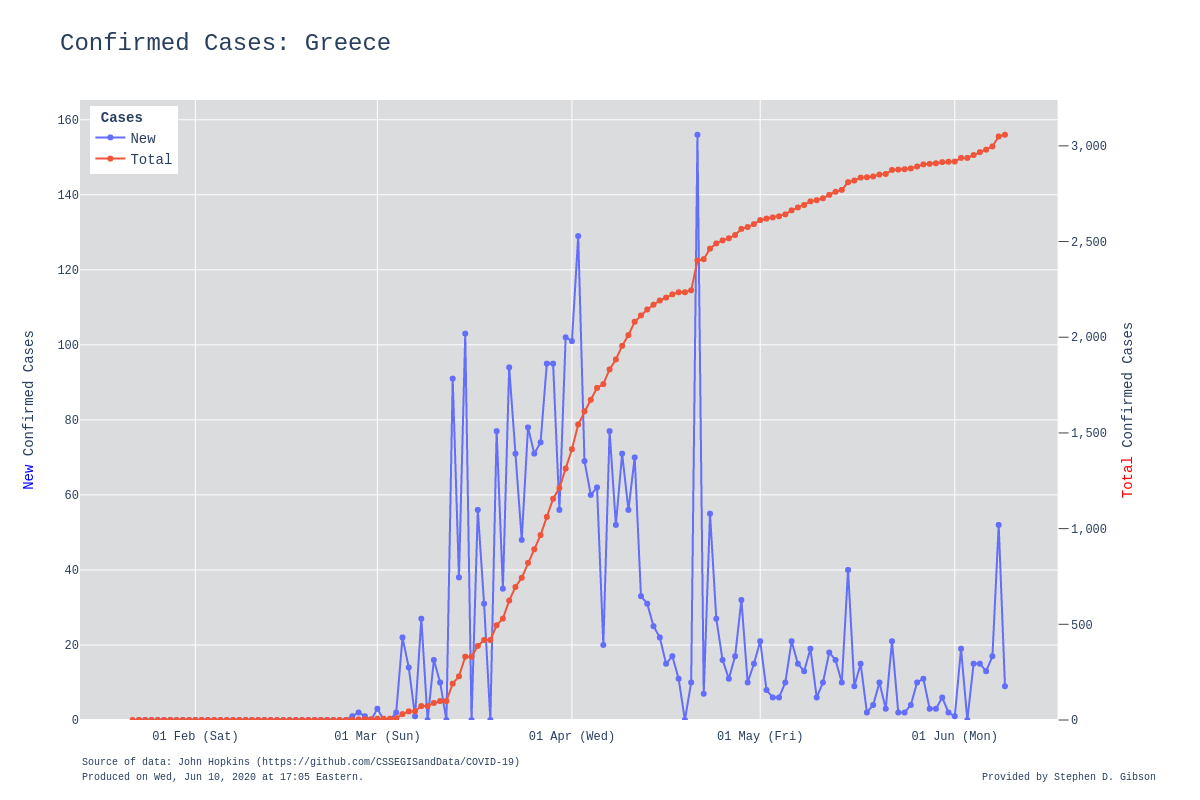 Confirmed Cases: Greece
Cases
New
Total
160
140
120
100
80
60
40
20
0
3,000
2,500
2,000
1,500
1,000
500
0
New Confirmed Cases
Total Confirmed Cases
01 Feb (Sat)
01 Mar (Sun)
01 Apr (Wed)
01 May (Fri)
01 Jun (Mon)
Source of data: John Hopkins (https://github.com/CSSEGISandData/COVID-19)
Produced on Wed, Jun 10, 2020 at 17:05 Eastern.
Provided by Stephen D. Gibson